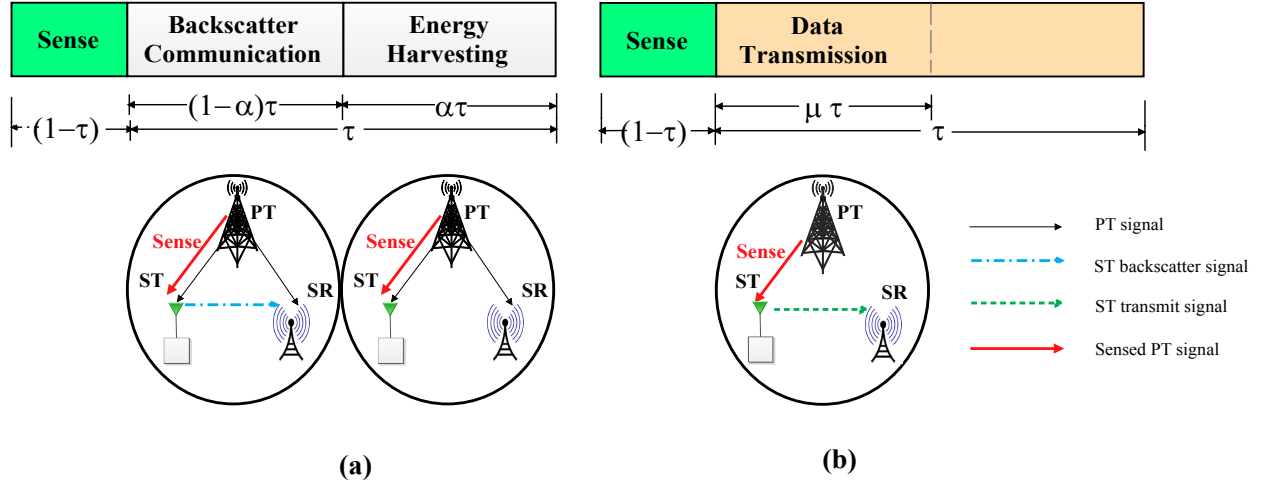 Sense
Backscatter
Communication
Energy
Harvesting
(1−α)τ
ατ
(1−τ)
τ
PT
Sense
ST
SR
PT
Sense
ST
SR
(a)
Sense
Data
Transmission
μ τ
(1−τ)
τ
PT
Sense
ST
SR
(b)
PT signal
ST backscatter signal
ST transmit signal
Sensed PT signal